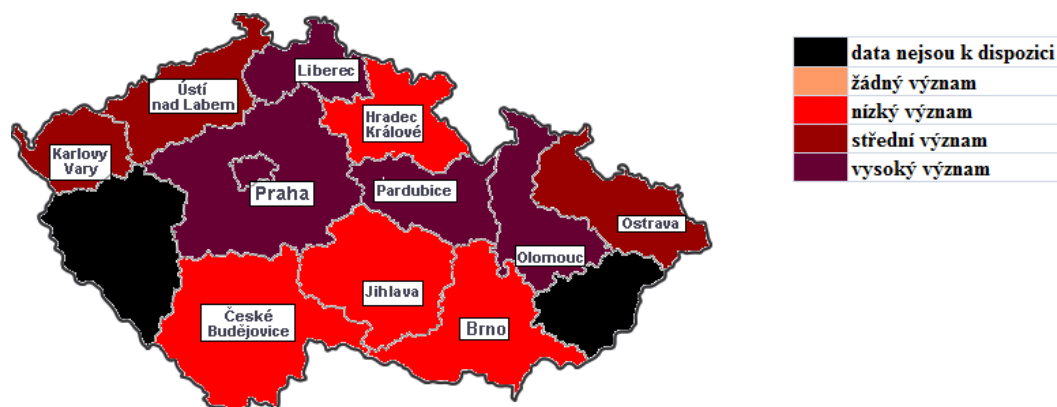 Liberec
Ústí
nad Labem
Hradec
Králové
Karlovy
Vary
Praha
Pardubice
Ostrava
Olomouc
Jihlava
České
Budějovice
Brno
data nejsou k dispozici
žádný význam
nízký význam
střední význam
vysoký význam